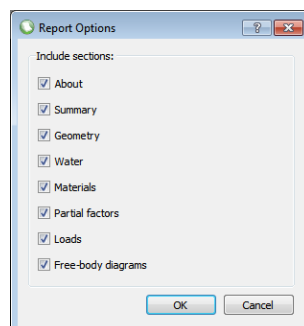 Report Options
Include sections:
About
Summary
Geometry
Water
Materials
Partial factors
Loads
Free-body diagrams
OK
Cancel